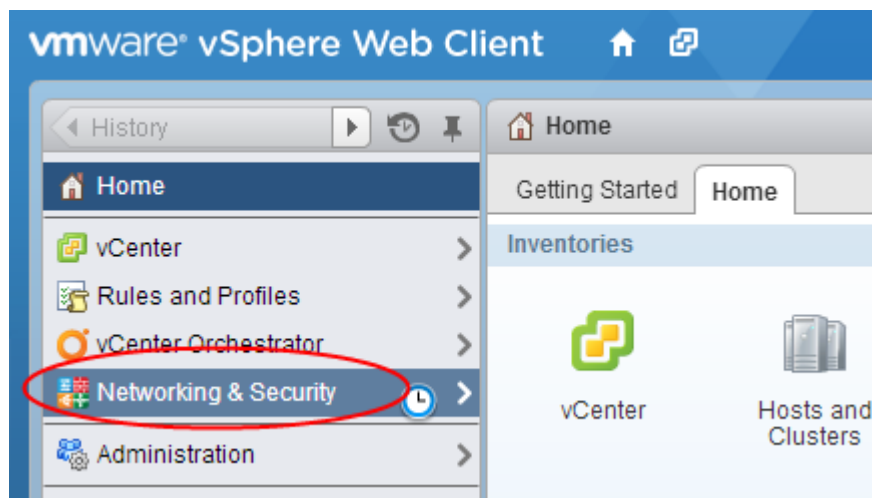 vmware® vSphere Web Client
History
Home
vCenter
Rules and Profiles
vCenter Orchestrator
Networking & Security
Administration
Home
Getting Started Home
Inventories
vCenter
Hosts and
Clusters